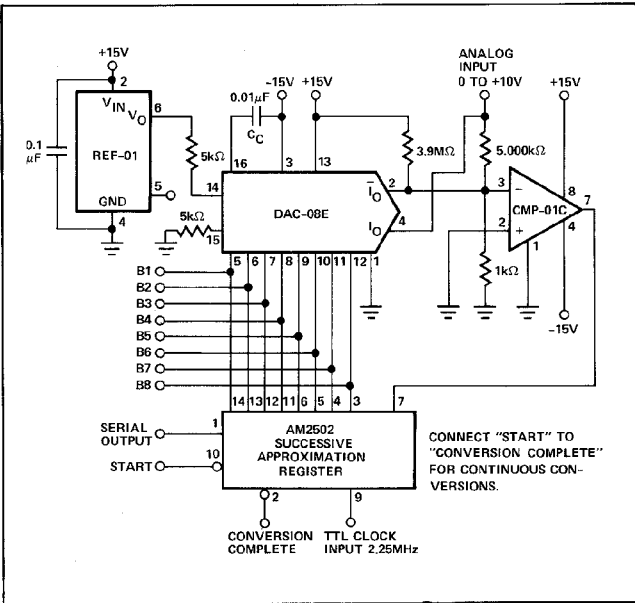 +15V
2
V_IN
V_O
6
0.1
μF
REF-01
5kΩ
5
GND
4
0.01μF
C_C
-15V
+15V
16
3
13
14
DAC-08E
5kΩ
15
3.9MΩ
I̅_O
2
I_O
4
5 6 7 8 9 10 11 12 1
ANALOG
INPUT
0 TO +10V
+15V
5.000kΩ
3
−
8
7
CMP-01C
2
+
4
1
1kΩ
-15V
B1
B2
B3
B4
B5
B6
B7
B8
14 13 12 11 6 5 4 3
7
SERIAL
OUTPUT
1
AM2502
SUCCESSIVE
APPROXIMATION
REGISTER
10
START
2
9
CONVERSION
COMPLETE
TTL CLOCK
INPUT 2.25MHz
CONNECT "START" TO
"CONVERSION COMPLETE"
FOR CONTINUOUS CON-
VERSIONS.